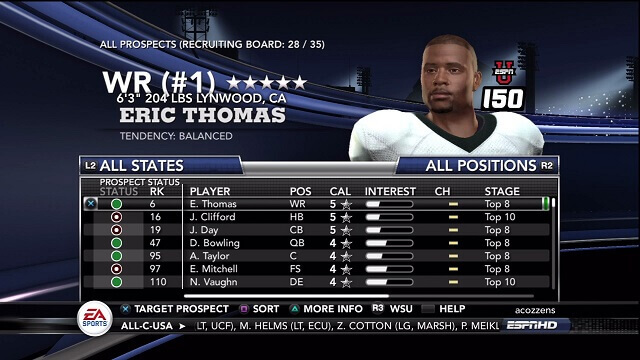 ALL PROSPECTS (RECRUITING BOARD: 28 / 35)
WR (#1)
6'3" 204 LBS LYNWOOD, CA
ERIC THOMAS
TENDENCY: BALANCED
ESPN U
150
L2 ALL STATES
ALL POSITIONS R2
PROSPECT STATUS
STATUS RK PLAYER POS CAL INTEREST CH STAGE
6 E. Thomas WR 5 Top 8
16 J. Clifford HB 5 Top 10
19 J. Day CB 5 Top 8
47 D. Bowling QB 4 Top 8
95 A. Taylor C 4 Top 8
97 E. Mitchell FS 4 Top 8
110 N. Vaughn DE 4 Top 10
EA SPORTS
TARGET PROSPECT SORT MORE INFO R3 WSU HELP acozzens
ALL-C-USA LT, UCF), M. HELMS (LT, ECU), Z. COTTON (LG, MARSH), P. MEIKL ESPNHD